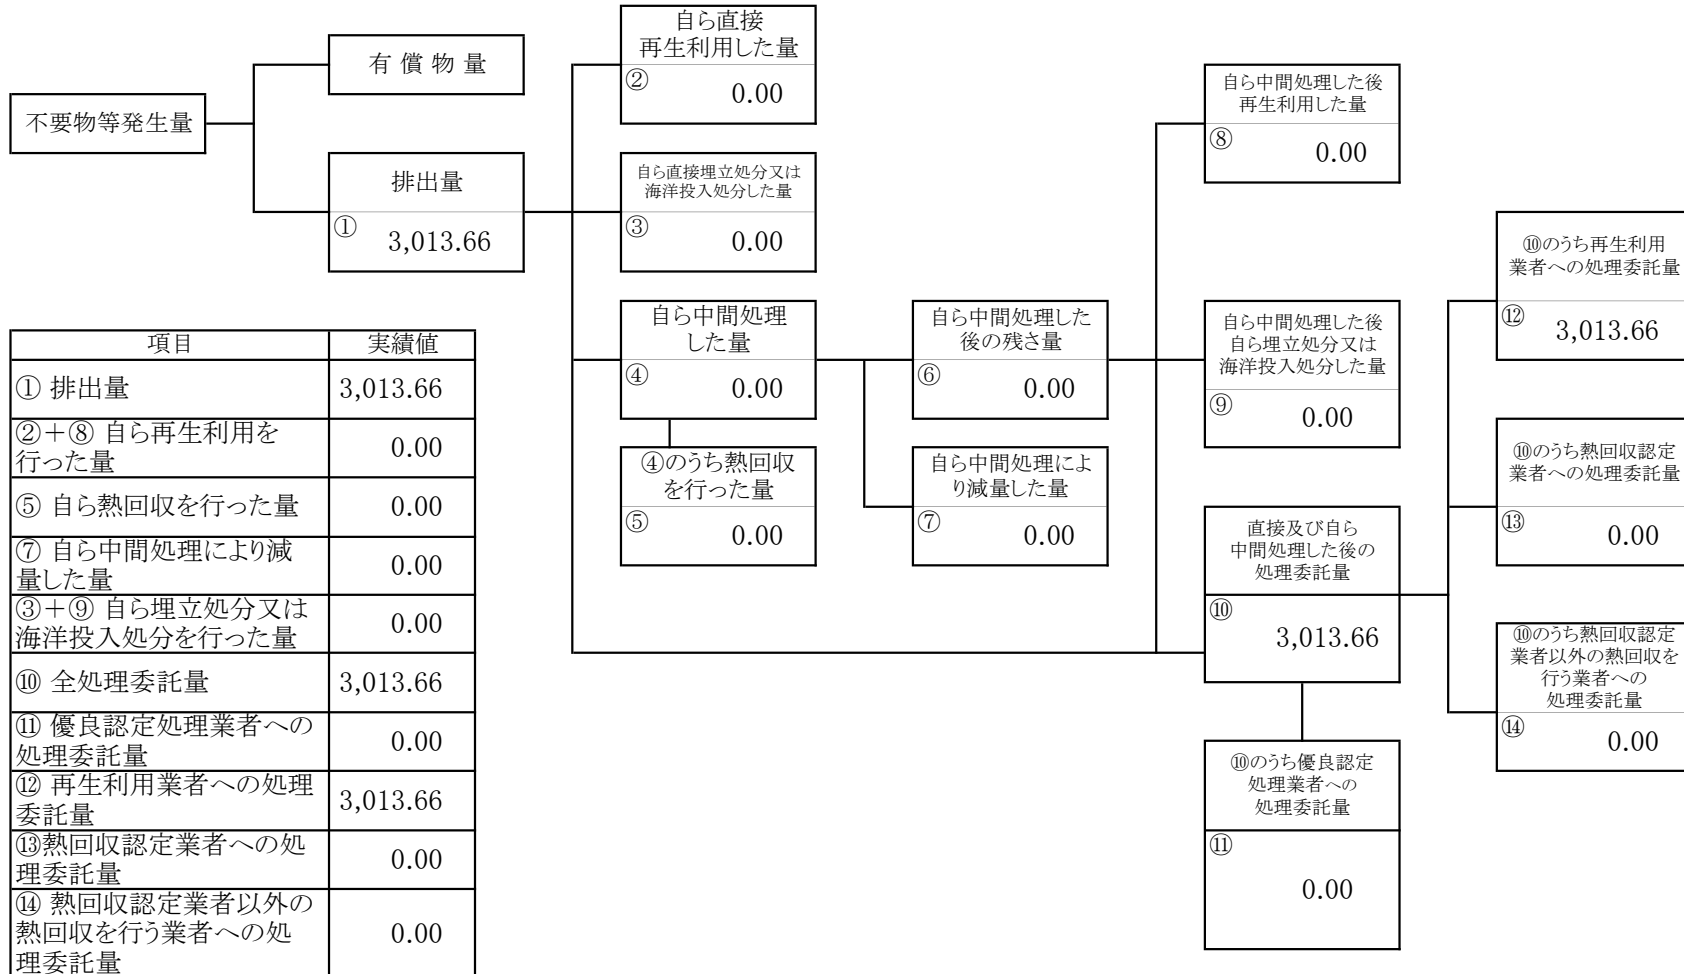 不要物等発生量
有 償 物 量
排出量
①
3,013.66
自ら直接
再生利用した量
②
0.00
自ら直接埋立処分又は
海洋投入処分した量
③
0.00
自ら中間処理
した量
④
0.00
④のうち熱回収
を行った量
⑤
0.00
自ら中間処理した
後の残さ量
⑥
0.00
自ら中間処理によ
り減量した量
⑦
0.00
自ら中間処理した後
再生利用した量
⑧
0.00
自ら中間処理した後
自ら埋立処分又は
海洋投入処分した量
⑨
0.00
直接及び自ら
中間処理した後の
処理委託量
⑩
3,013.66
⑩のうち優良認定
処理業者への
処理委託量
⑪
0.00
⑩のうち再生利用
業者への処理委託量
⑫
3,013.66
⑩のうち熱回収認定
業者への処理委託量
⑬
0.00
⑩のうち熱回収認定
業者以外の熱回収を
行う業者への
処理委託量
⑭
0.00
項目 実績値
① 排出量 3,013.66
②＋⑧ 自ら再生利用を
行った量 0.00
⑤ 自ら熱回収を行った量 0.00
⑦ 自ら中間処理により減
量した量 0.00
③＋⑨ 自ら埋立処分又は
海洋投入処分を行った量 0.00
⑩ 全処理委託量 3,013.66
⑪ 優良認定処理業者への
処理委託量 0.00
⑫ 再生利用業者への処理
委託量 3,013.66
⑬熱回収認定業者への処
理委託量 0.00
⑭ 熱回収認定業者以外の
熱回収を行う業者への処
理委託量 0.00